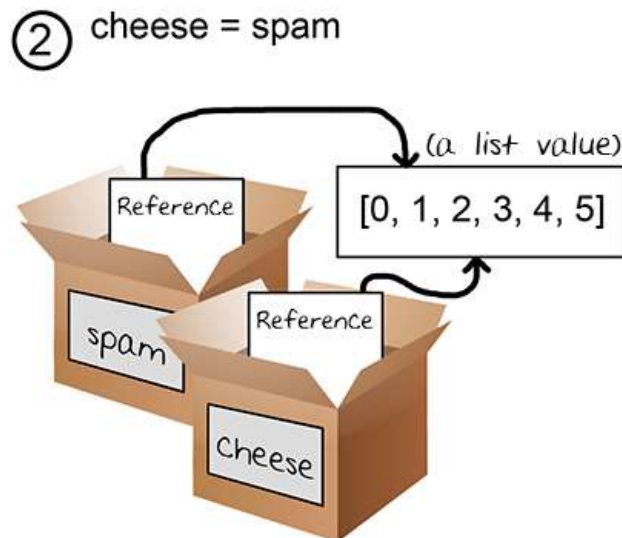 2 cheese = spam
(a list value)
Reference
[0, 1, 2, 3, 4, 5]
Reference
spam
cheese